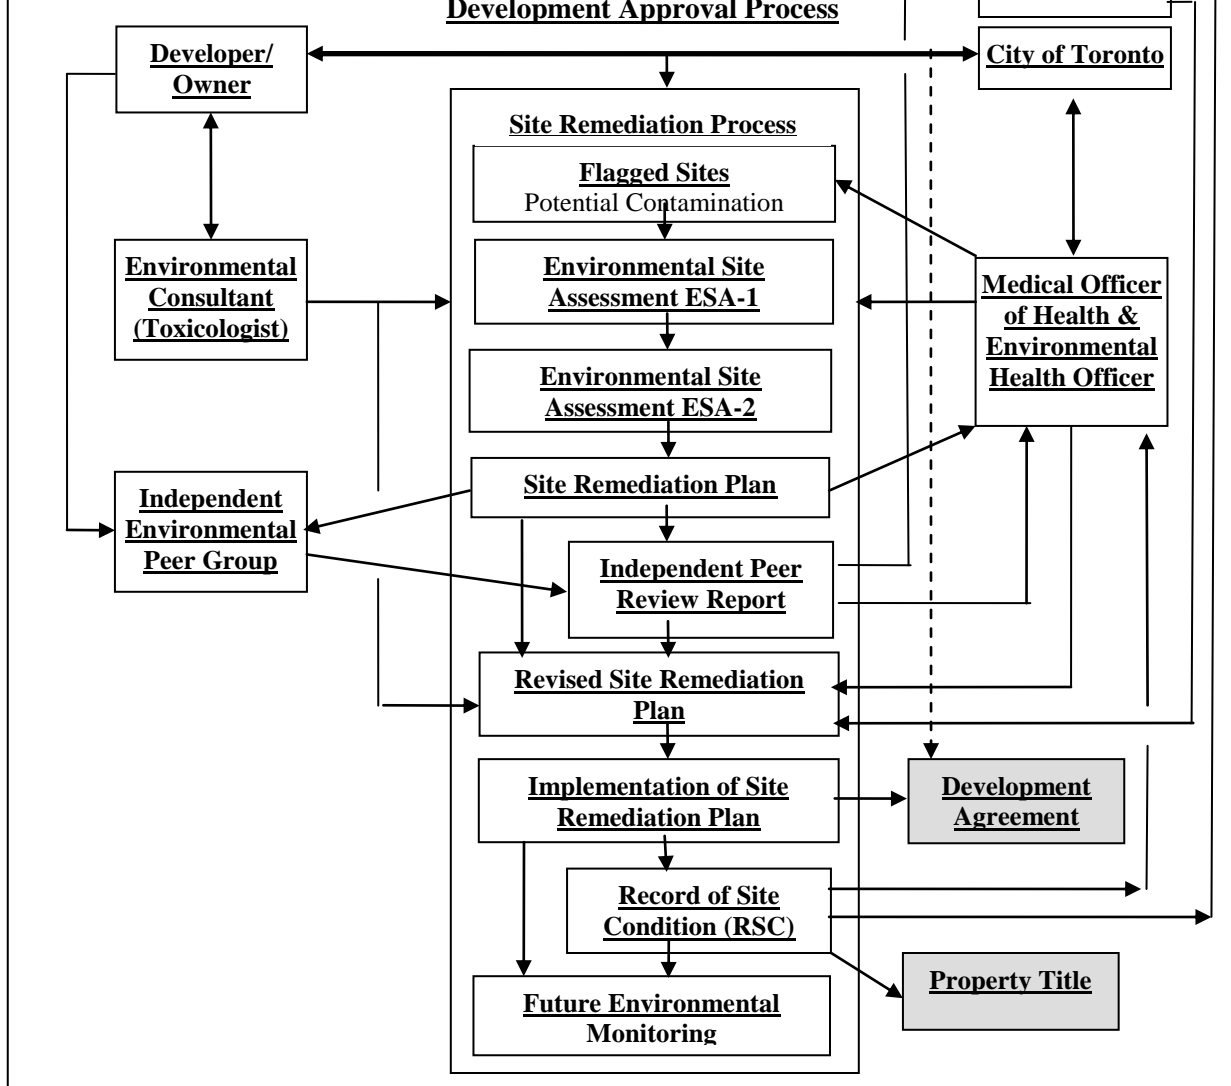 Development Approval Process
Developer/
Owner
City of Toronto
Site Remediation Process
Flagged Sites
Potential Contamination
Environmental
Consultant
(Toxicologist)
Environmental Site
Assessment ESA-1
Medical Officer
of Health &
Environmental
Health Officer
Environmental Site
Assessment ESA-2
Site Remediation Plan
Independent
Environmental
Peer Group
Independent Peer
Review Report
Revised Site Remediation
Plan
Implementation of Site
Remediation Plan
Development
Agreement
Record of Site
Condition (RSC)
Property Title
Future Environmental
Monitoring